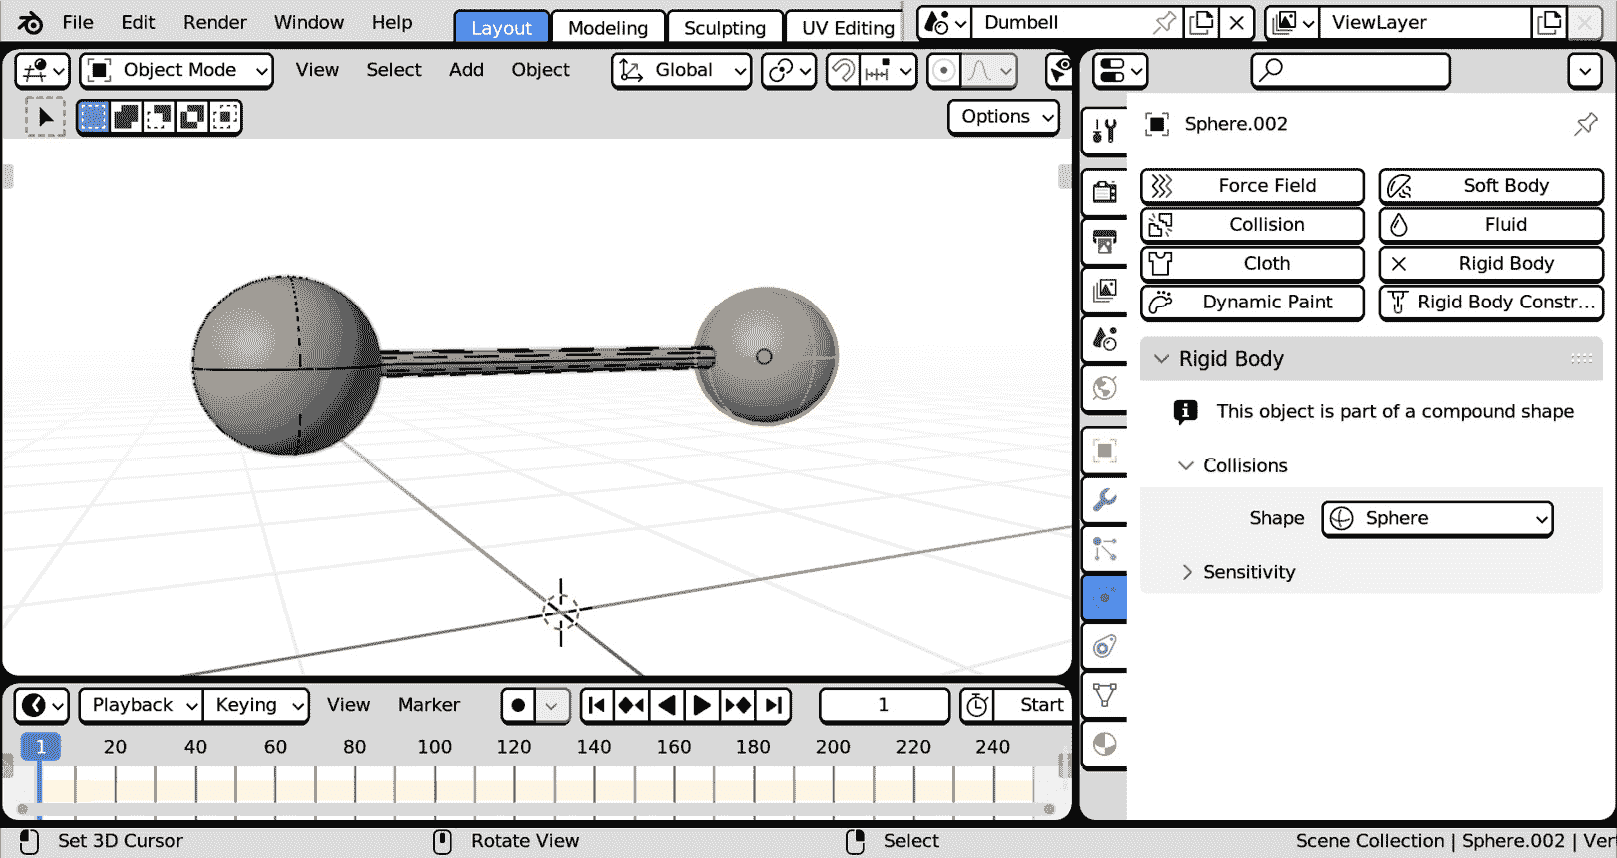 File Edit Render Window Help Layout Modeling Sculpting UV Editing Dumbell ViewLayer
Object Mode View Select Add Object Global
Options
Sphere.002
Force Field Soft Body
Collision Fluid
Cloth Rigid Body
Dynamic Paint Rigid Body Constr...
Rigid Body
This object is part of a compound shape
Collisions
Shape Sphere
Sensitivity
Playback Keying View Marker 1 Start
1 20 40 60 80 100 120 140 160 180 200 220 240
Set 3D Cursor Rotate View Select Scene Collection | Sphere.002 | Ver